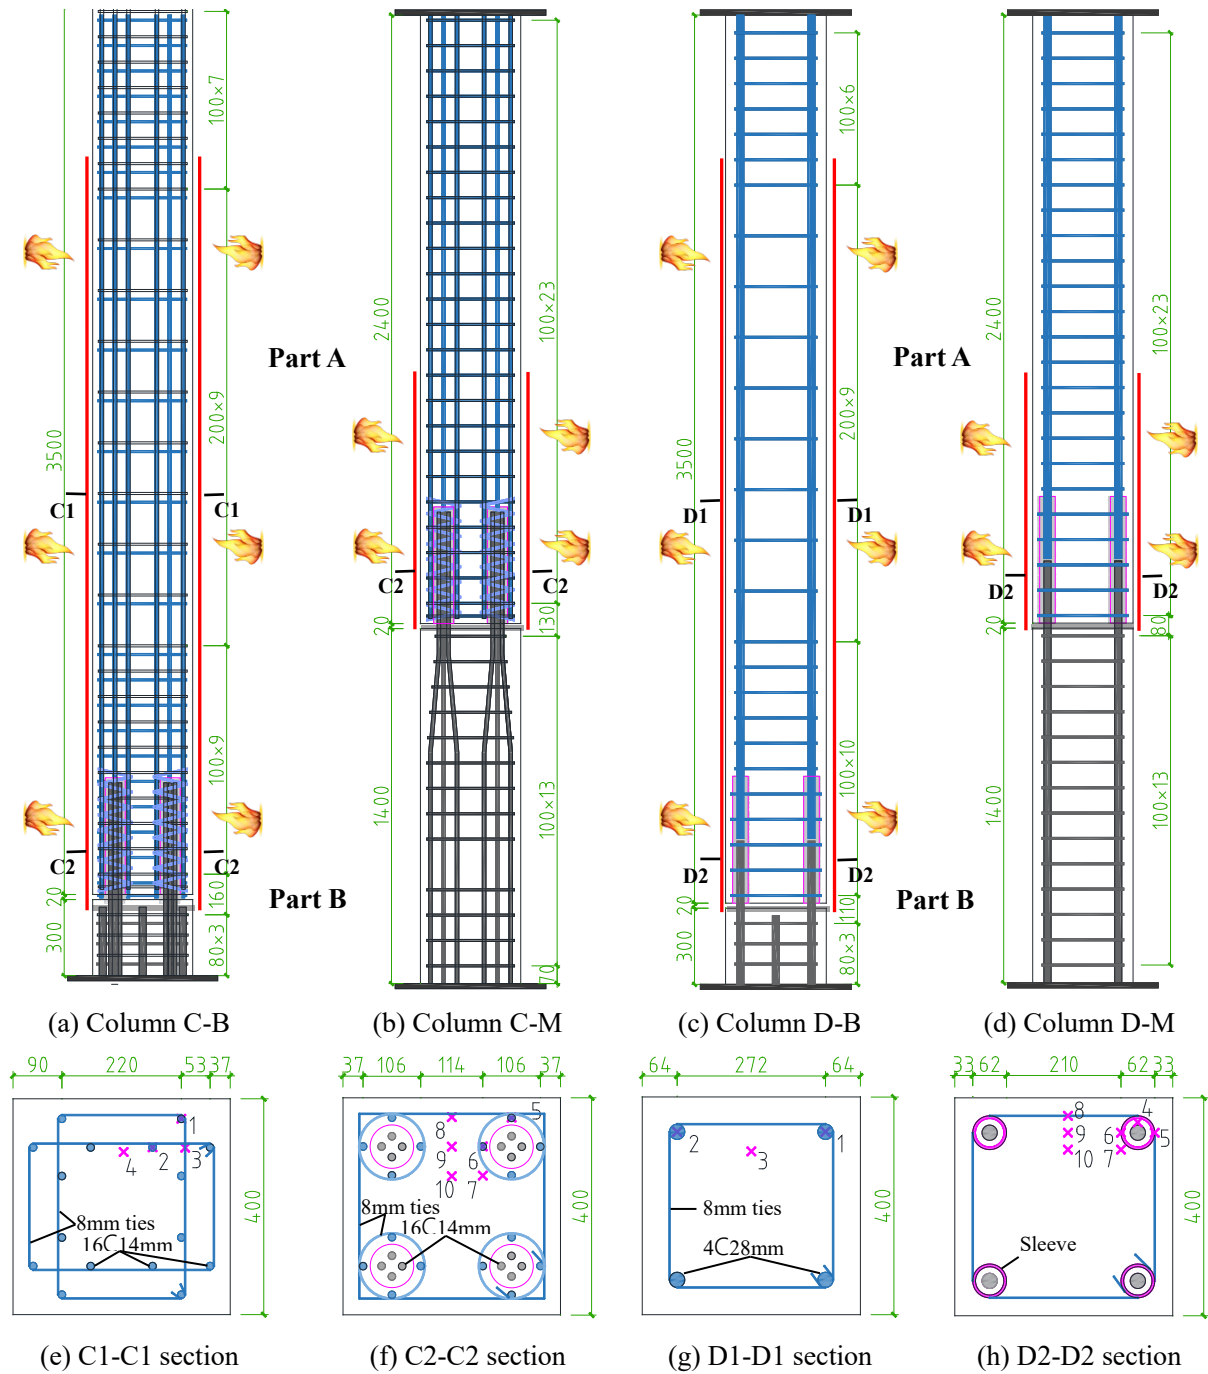 100×7
3500
200×9
100×9
160
20
300
80×3
C1
C1
C2
C2
Part A
Part B
2400
100×23
C2
C2
130
20
1400
100×13
70
100×6
3500
200×9
100×10
110
20
300
80×3
D1
D1
D2
D2
Part A
Part B
2400
100×23
D2
D2
80
20
1400
100×13
(a) Column C-B
(b) Column C-M
(c) Column D-B
(d) Column D-M
90 220 53 37
1
2
3
4
8mm ties
16C14mm
400
37 106 114 106 37
5
8
9
6
10
7
8mm ties
16C14mm
400
64 272 64
2
1
3
8mm ties
4C28mm
400
33 62 210 62 33
8
4
9
6
5
10
7
Sleeve
400
(e) C1-C1 section
(f) C2-C2 section
(g) D1-D1 section
(h) D2-D2 section